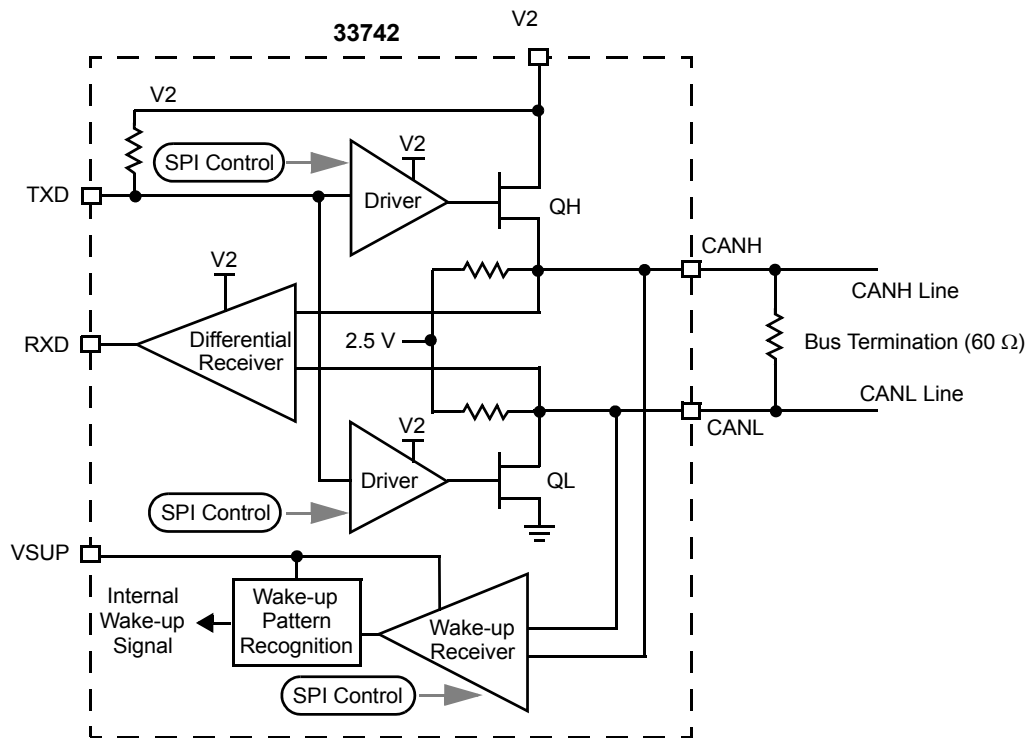 V2
33742
V2
SPI Control
V2
Driver
TXD
QH
CANH
V2
CANH Line
Differential
Receiver
RXD
2.5 V
Bus Termination (60 Ω)
CANL Line
V2
CANL
Driver
QL
SPI Control
VSUP
Internal
Wake-up
Signal
Wake-up
Pattern
Recognition
Wake-up
Receiver
SPI Control